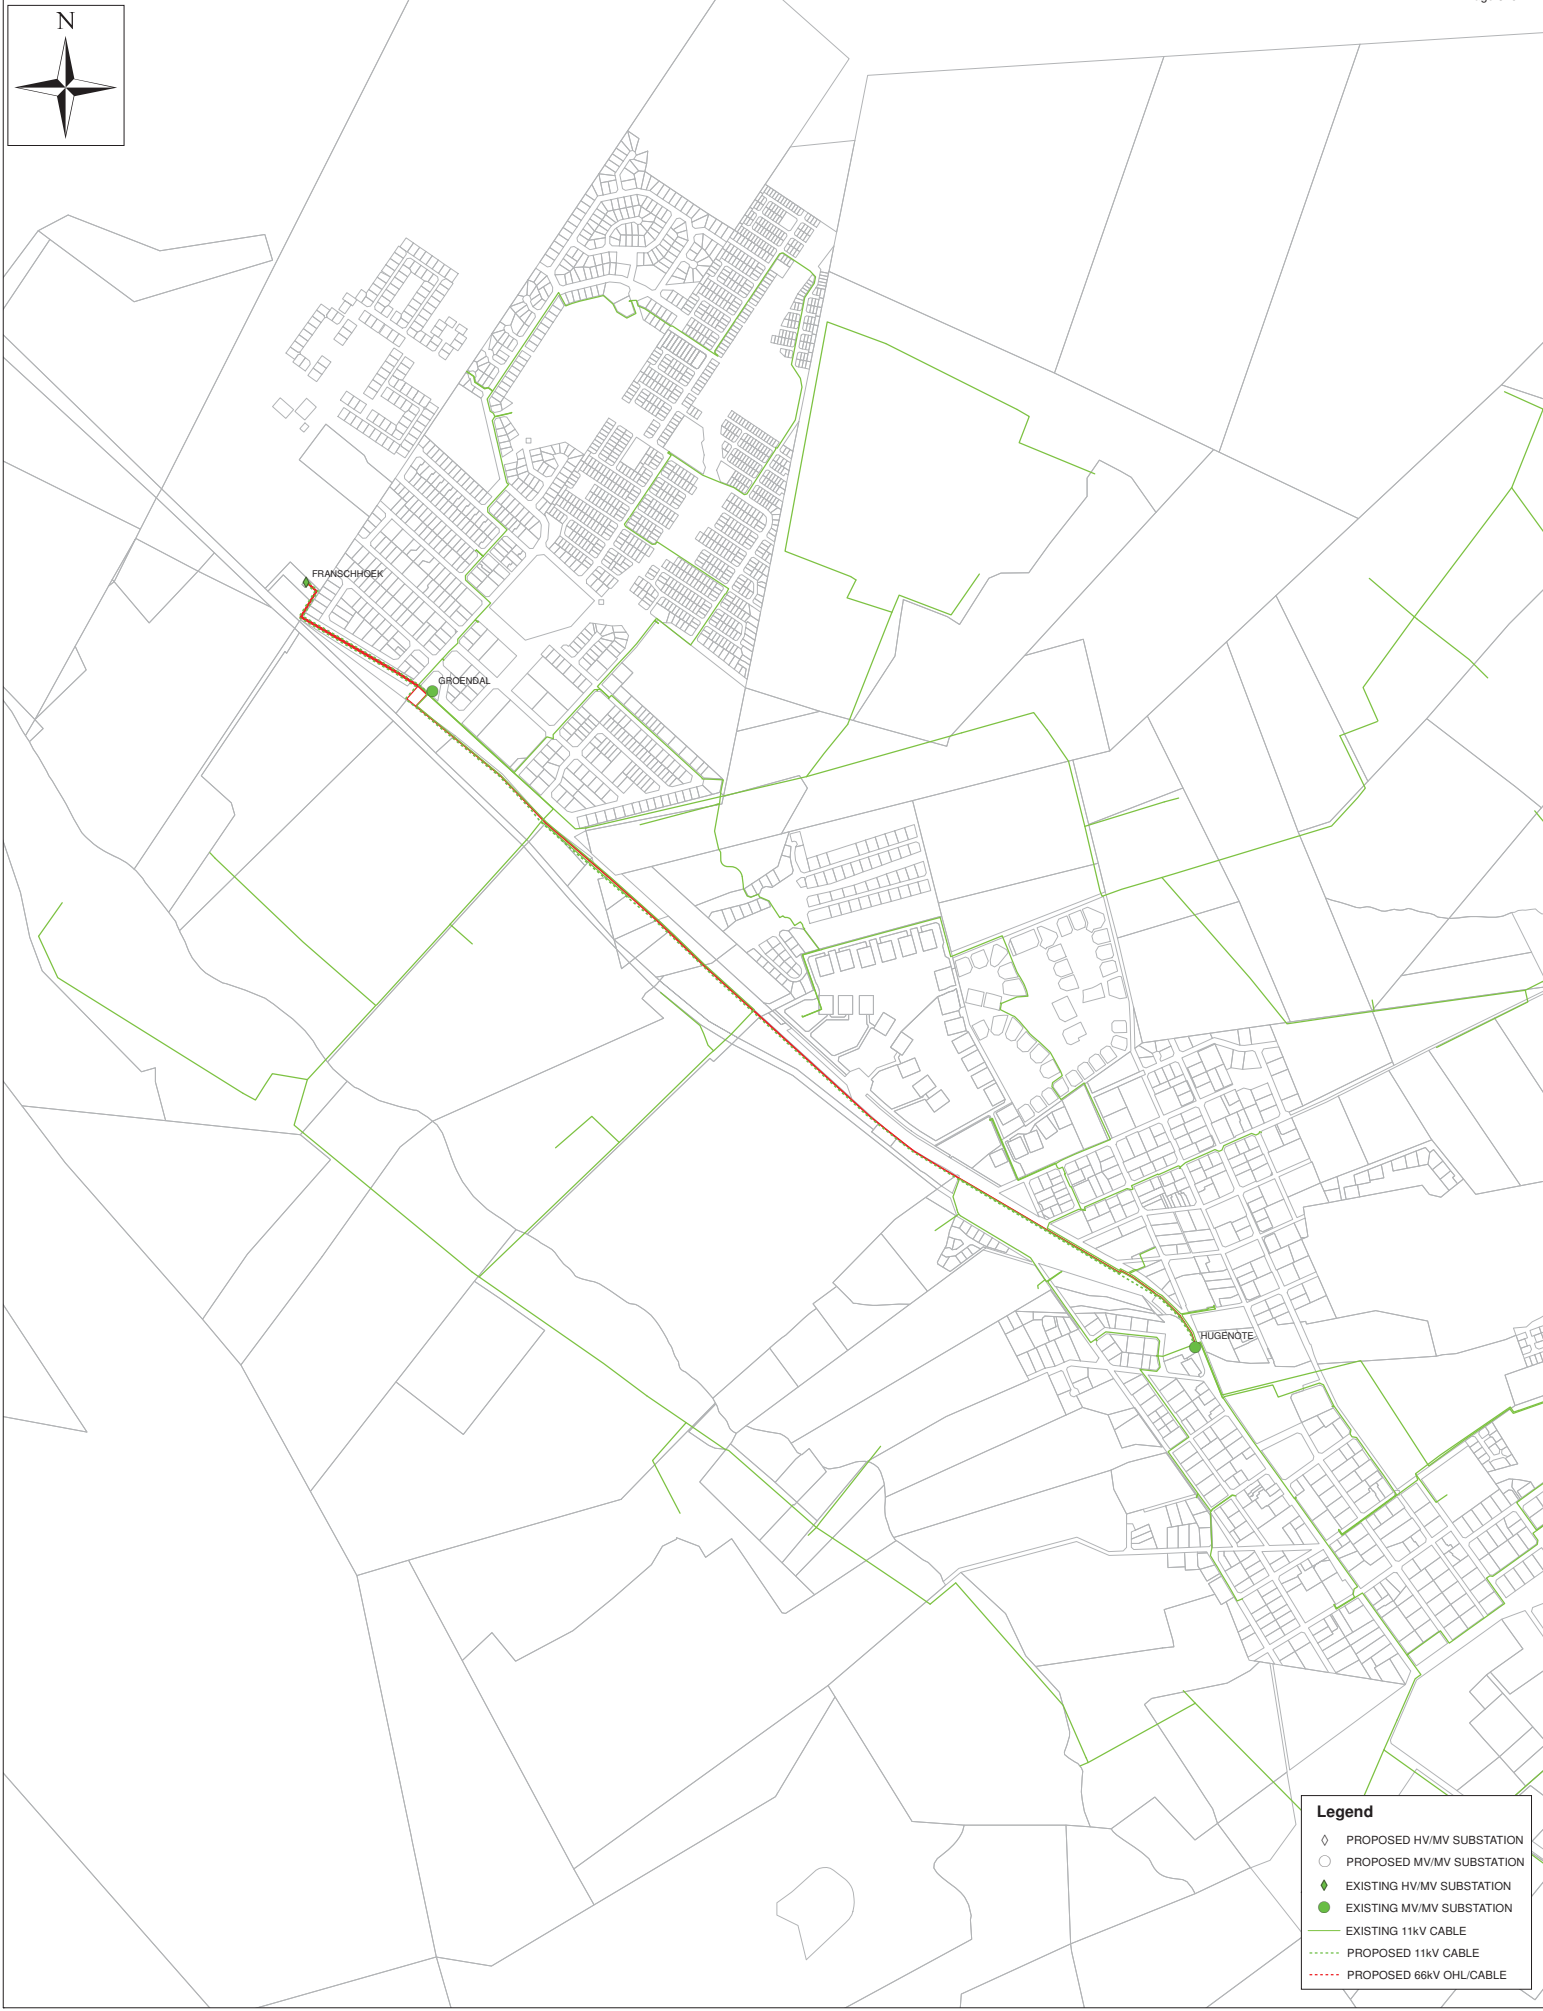 N
FRANSCHHOEK
GROENDAL
HUGENOTE
Legend
PROPOSED HV/MV SUBSTATION
PROPOSED MV/MV SUBSTATION
EXISTING HV/MV SUBSTATION
EXISTING MV/MV SUBSTATION
EXISTING 11kV CABLE
PROPOSED 11kV CABLE
PROPOSED 66kV OHL/CABLE